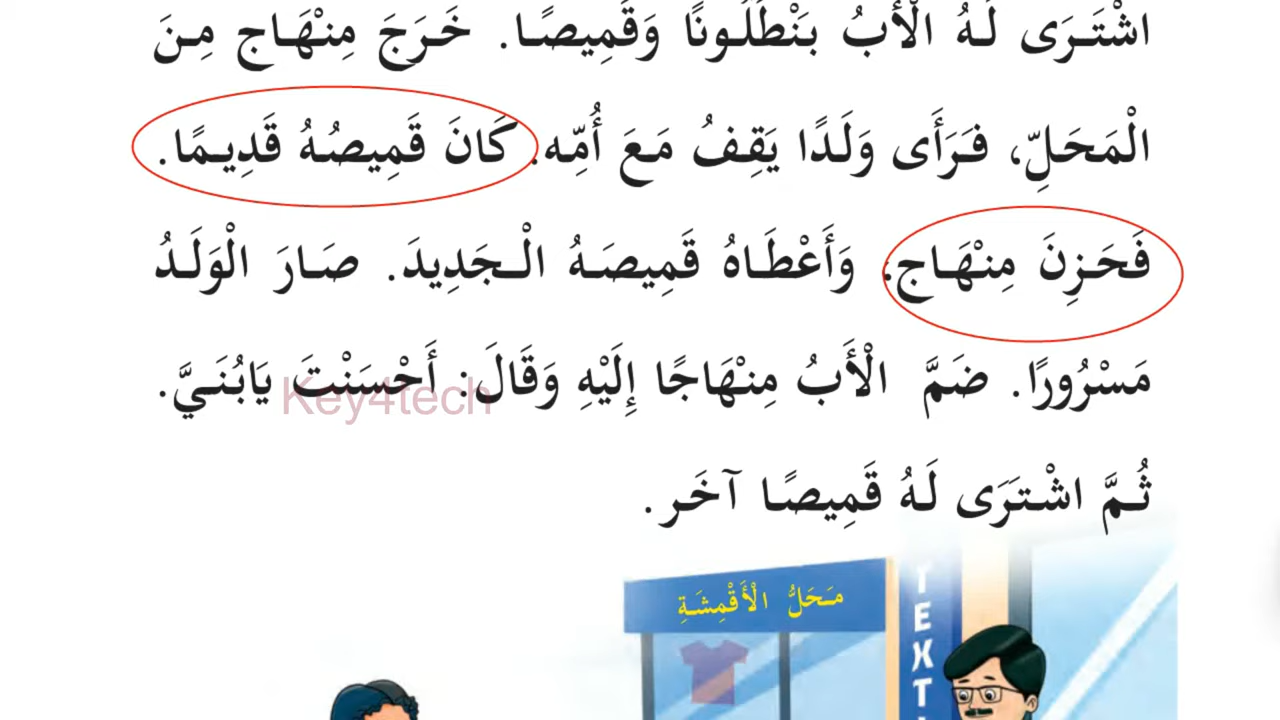 اشْتَرَى لَهُ الْأَبُ بَنْطَلُونًا وَقَمِيصًا. خَرَجَ مِنْهَاج مِنَ
الْمَحَلِّ، فَرَأَى وَلَدًا يَقِفُ مَعَ أُمِّه. كَانَ قَمِيصُهُ قَدِيمًا.
فَحَزِنَ مِنْهَاج. وَأَعْطَاهُ قَمِيصَهُ الْجَدِيدَ. صَارَ الْوَلَدُ
مَسْرُورًا. ضَمَّ الْأَبُ مِنْهَاجًا إِلَيْهِ وَقَالَ: أَحْسَنْتَ يَابُنَيَّ.
Key4tech
ثُمَّ اشْتَرَى لَهُ قَمِيصًا آخَر.
مَحَلُّ الْأَقْمِشَةِ
TEXT